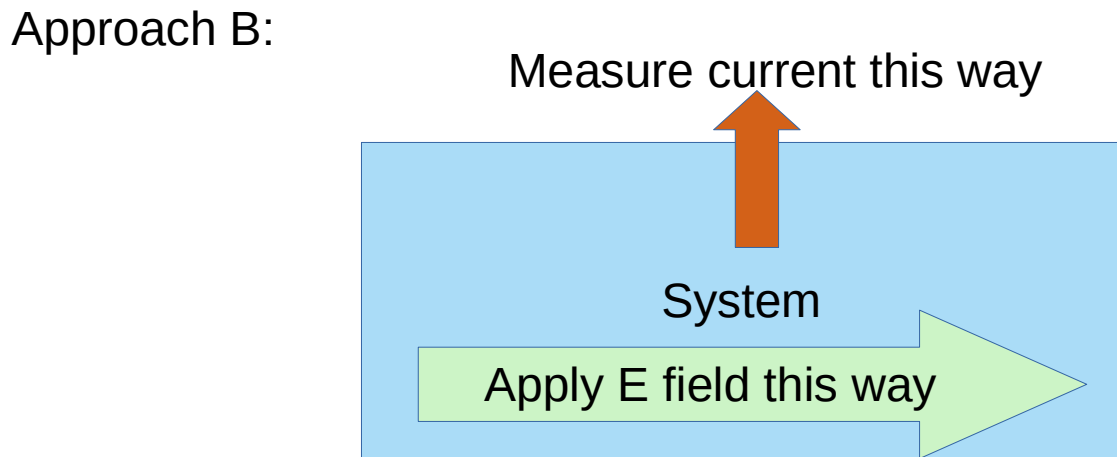 Approach B:
Measure current this way
System
Apply E field this way